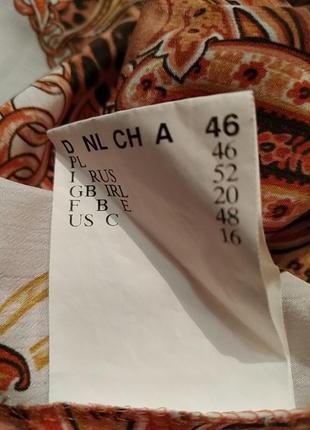 D NL CH A 46
PL 46
I RUS 52
GB IRL 20
F B E 48
US C 16